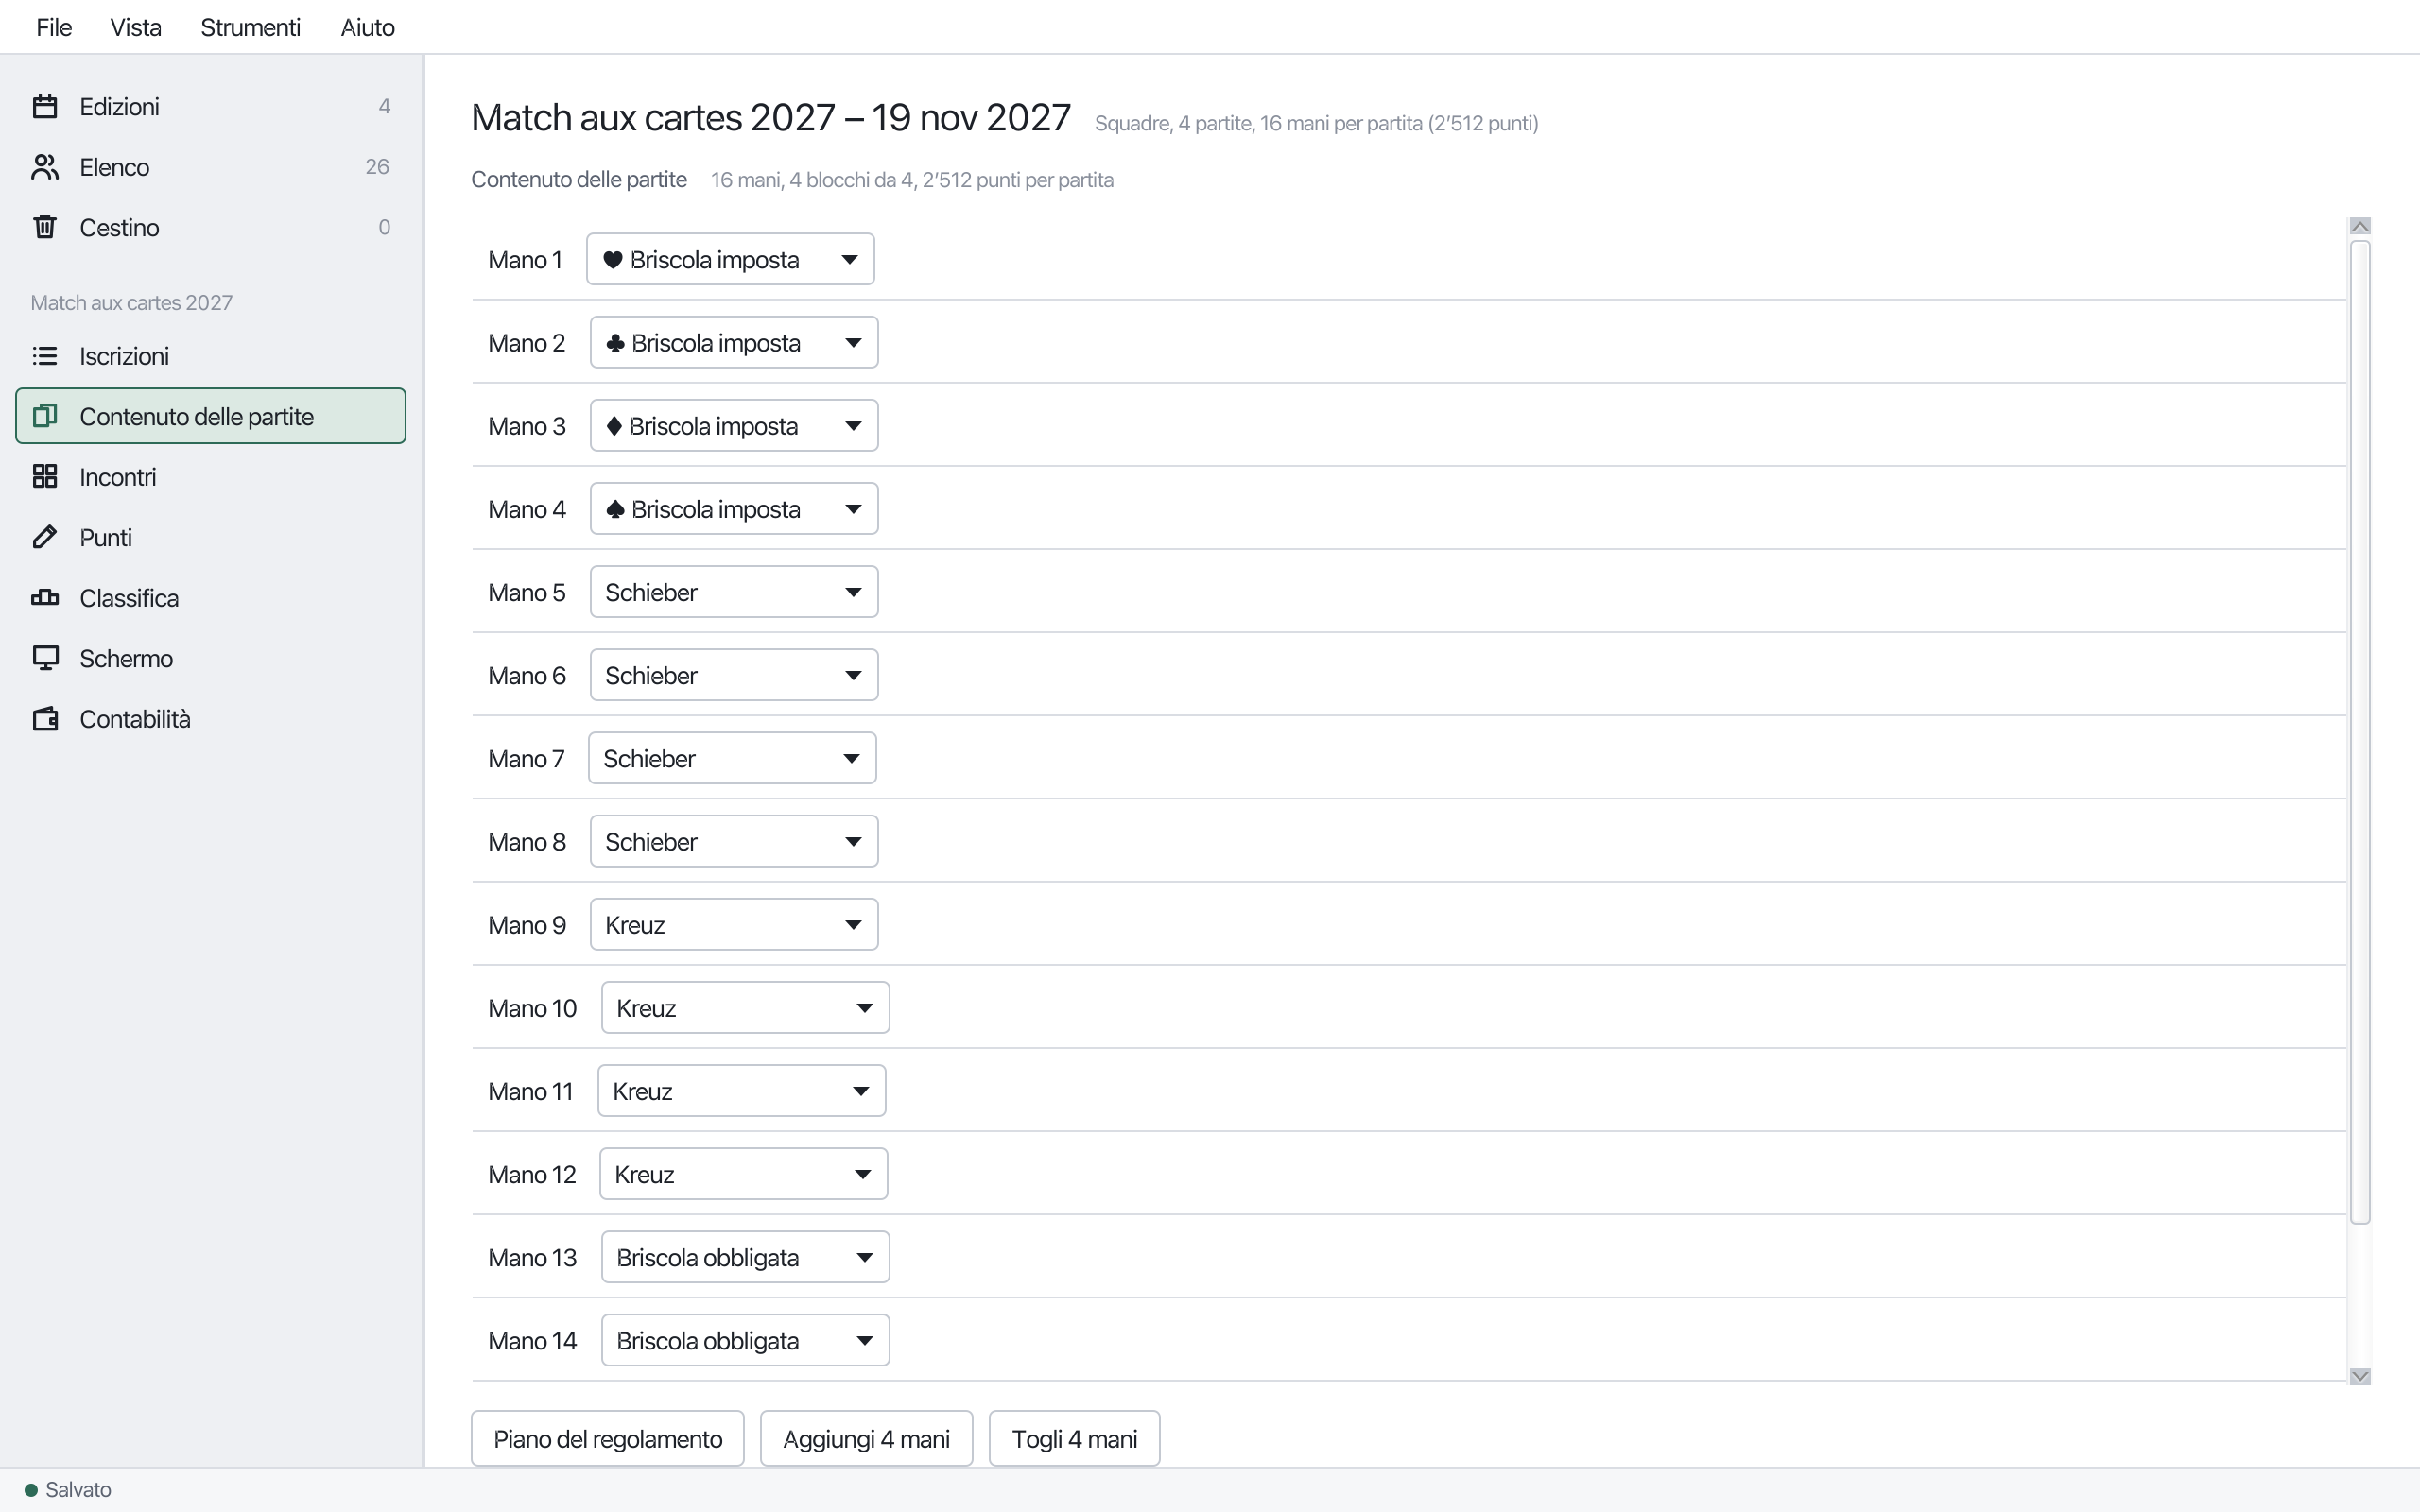 File Vista Strumenti Aiuto
Edizioni 4
Elenco 26
Cestino 0
Match aux cartes 2027
Iscrizioni
Contenuto delle partite
Incontri
Punti
Classifica
Schermo
Contabilità
Match aux cartes 2027 – 19 nov 2027 Squadre, 4 partite, 16 mani per partita (2’512 punti)
Contenuto delle partite 16 mani, 4 blocchi da 4, 2’512 punti per partita
Mano 1 ♥ Briscola imposta
Mano 2 ♣ Briscola imposta
Mano 3 ♦ Briscola imposta
Mano 4 ♠ Briscola imposta
Mano 5 Schieber
Mano 6 Schieber
Mano 7 Schieber
Mano 8 Schieber
Mano 9 Kreuz
Mano 10 Kreuz
Mano 11 Kreuz
Mano 12 Kreuz
Mano 13 Briscola obbligata
Mano 14 Briscola obbligata
Piano del regolamento Aggiungi 4 mani Togli 4 mani
Salvato